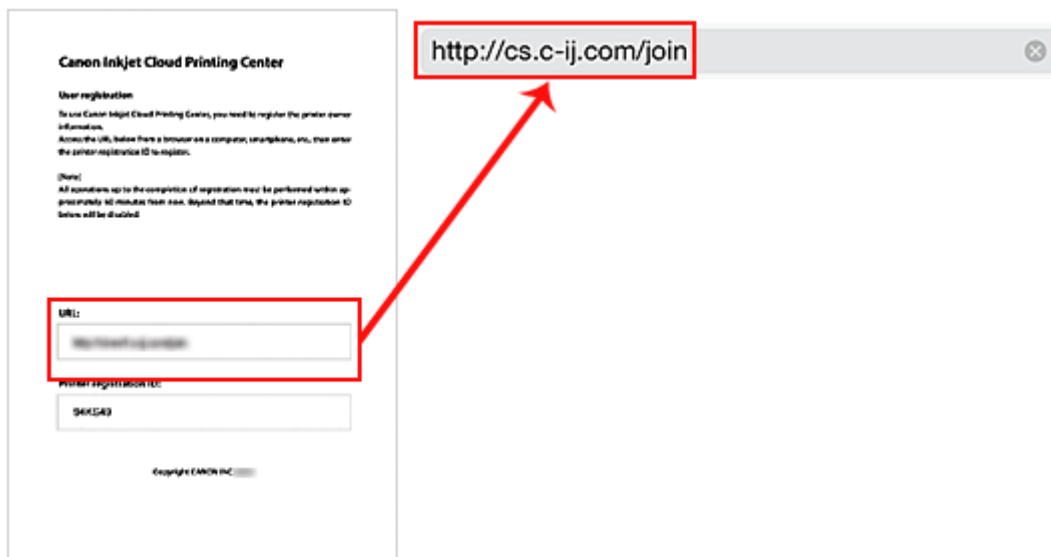 Canon Inkjet Cloud Printing Center
User registration
To use Canon Inkjet Cloud Printing Center, you need to register the printer owner
information.
Access the URL below from a browser on a computer, smartphone, etc., then enter
the printer registration ID to register.
[Note]
All operations up to the completion of registration must be performed within ap-
proximately 60 minutes from now. Beyond that time, the printer registration ID
below will be disabled.
URL:
Printer registration ID:
Copyright CANON INC.
http://cs.c-ij.com/join